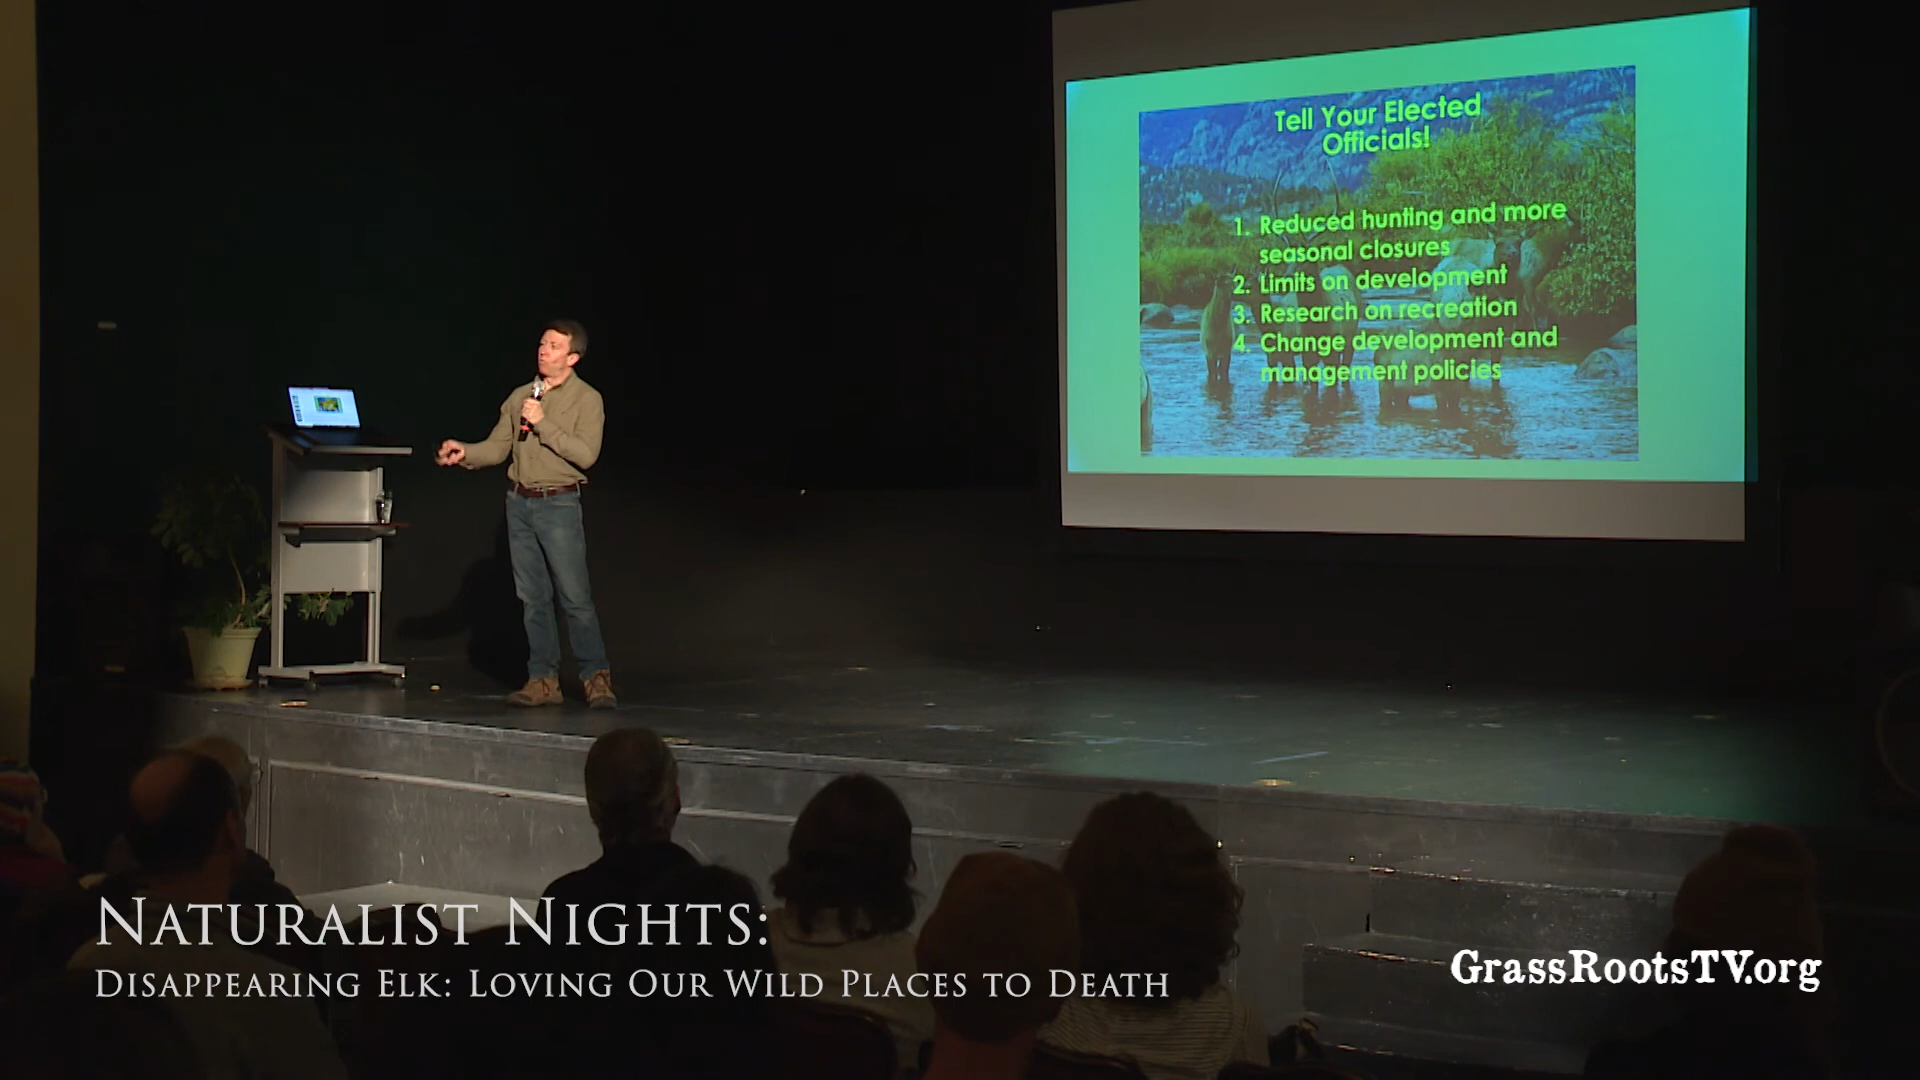 Tell Your Elected
Officials!
1. Reduced hunting and more
seasonal closures
2. Limits on development
3. Research on recreation
4. Change development and
management policies
Naturalist Nights:
Disappearing Elk: Loving Our Wild Places to Death
GrassRootsTV.org